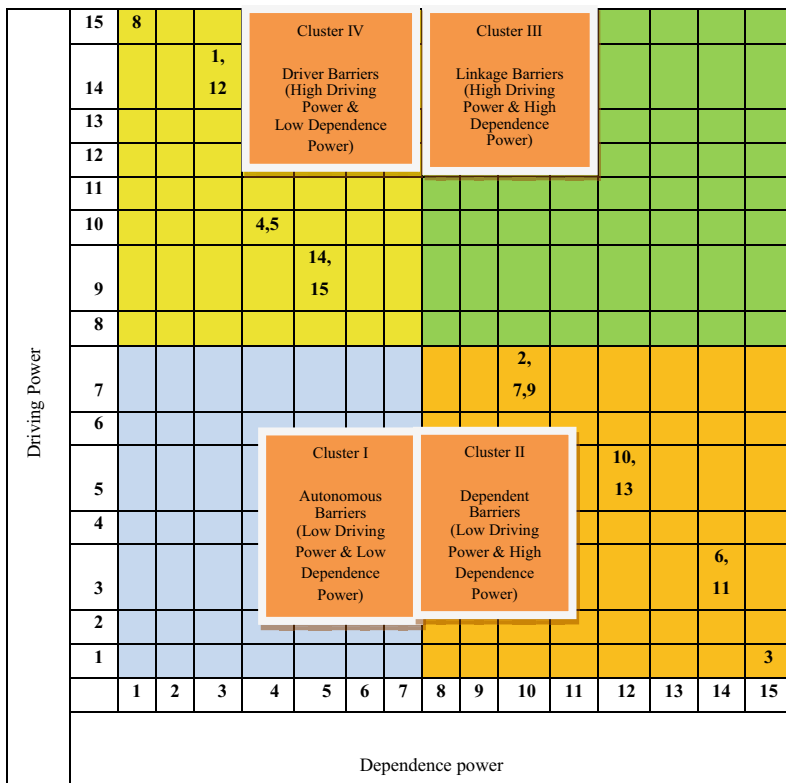 Driving Power
15
8
14
1,
12
13
12
11
10
4,5
9
14,
15
8
7
2,
7,9
6
5
10,
13
4
3
6,
11
2
1
3
Cluster IV
Driver Barriers
(High Driving
Power &
Low Dependence
Power)
Cluster III
Linkage Barriers
(High Driving
Power & High
Dependence
Power)
Cluster I
Autonomous
Barriers
(Low Driving
Power & Low
Dependence
Power)
Cluster II
Dependent
Barriers
(Low Driving
Power & High
Dependence
Power)
1 2 3 4 5 6 7 8 9 10 11 12 13 14 15
Dependence power